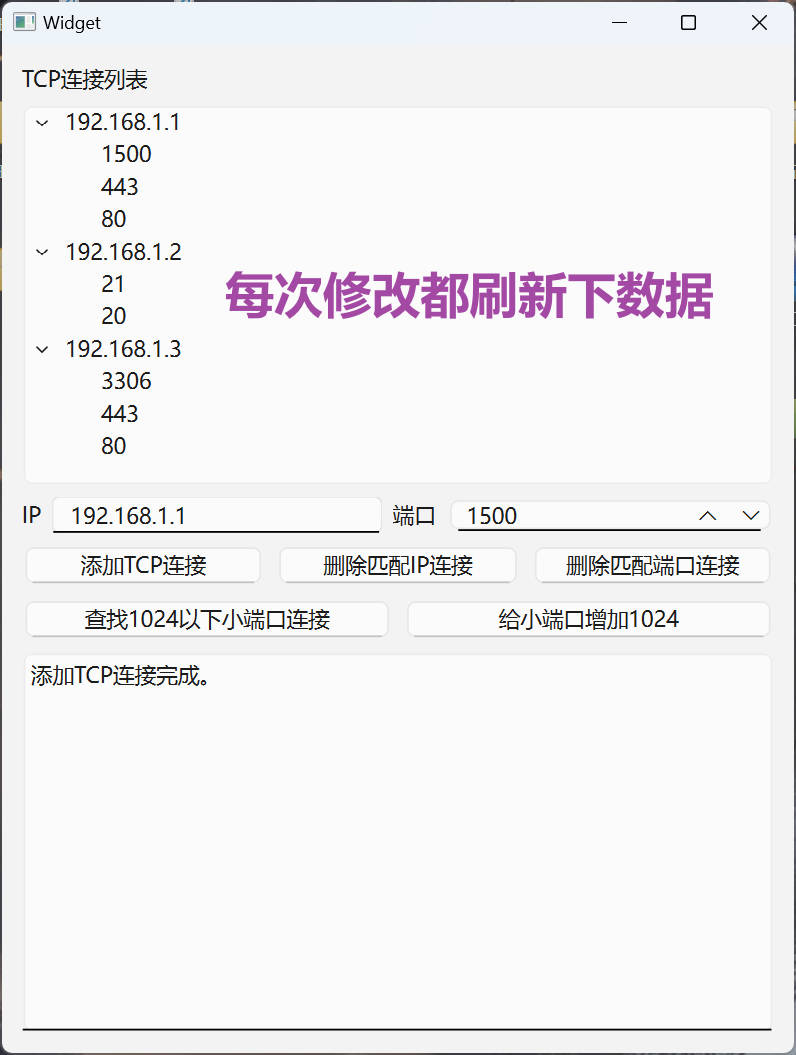 Widget
TCP连接列表
192.168.1.1
1500
443
80
192.168.1.2
21
20
每次修改都刷新下数据
192.168.1.3
3306
443
80
IP 192.168.1.1 端口 1500
添加TCP连接 删除匹配IP连接 删除匹配端口连接
查找1024以下小端口连接 给小端口增加1024
添加TCP连接完成。